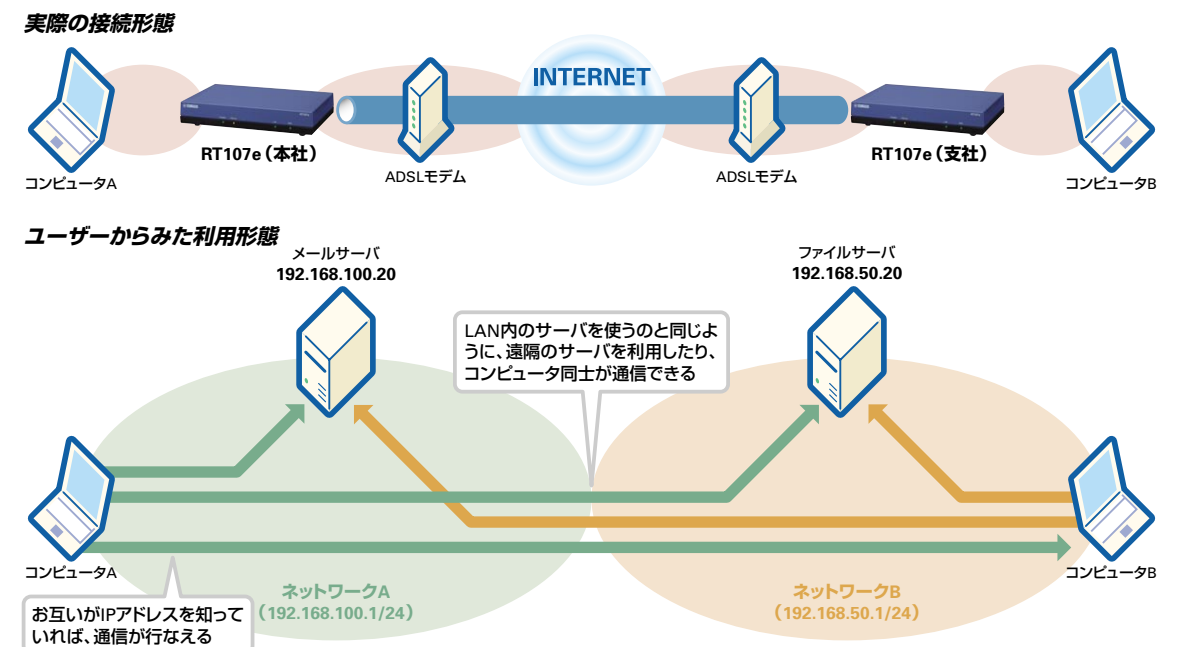 実際の接続形態
INTERNET
RT107e（本社）
RT107e（支社）
コンピュータA
ADSLモデム
ADSLモデム
コンピュータB
ユーザーからみた利用形態
メールサーバ
192.168.100.20
ファイルサーバ
192.168.50.20
LAN内のサーバを使うのと同じよ
うに、遠隔のサーバを利用したり、
コンピュータ同士が通信できる
コンピュータA
コンピュータB
ネットワークA
（192.168.100.1/24）
ネットワークB
（192.168.50.1/24）
お互いがIPアドレスを知って
いれば、通信が行なえる